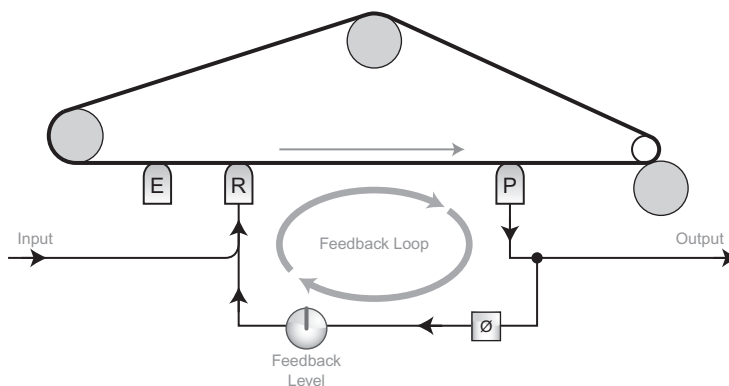 E
R
P
Input
Feedback Loop
Output
Ø
Feedback
Level